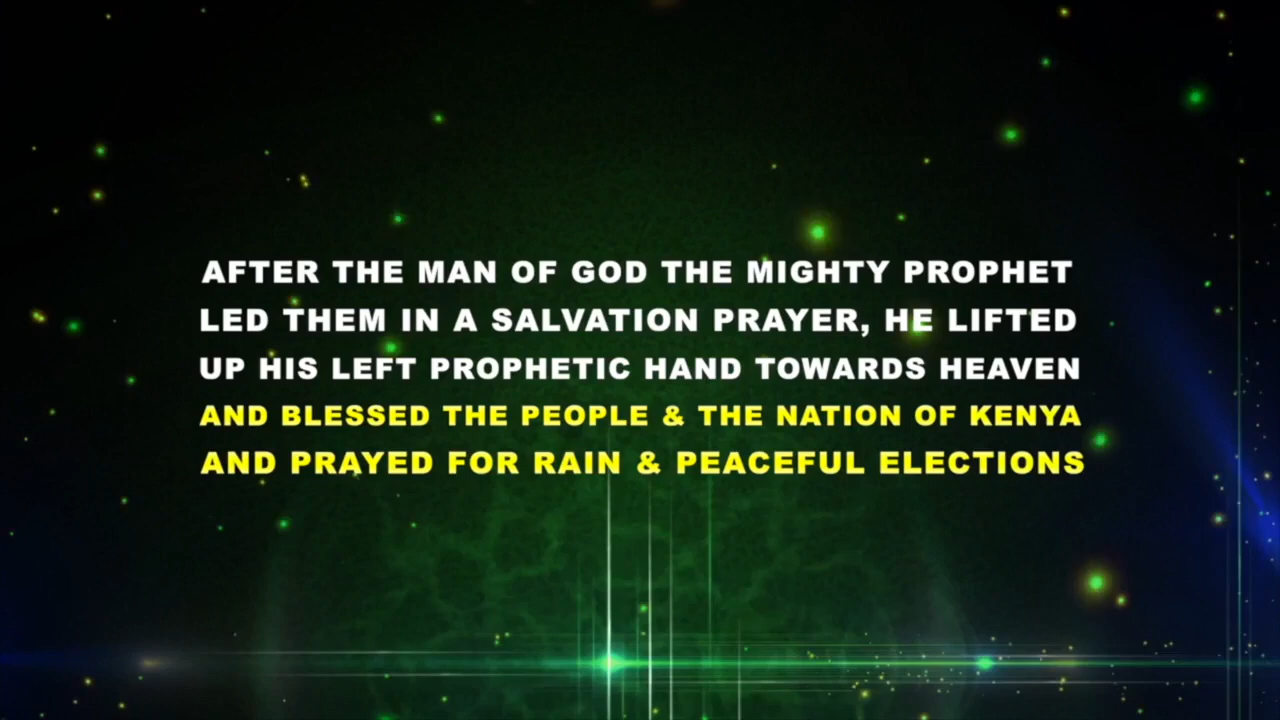 AFTER THE MAN OF GOD THE MIGHTY PROPHET
LED THEM IN A SALVATION PRAYER, HE LIFTED
UP HIS LEFT PROPHETIC HAND TOWARDS HEAVEN
AND BLESSED THE PEOPLE & THE NATION OF KENYA
AND PRAYED FOR RAIN & PEACEFUL ELECTIONS